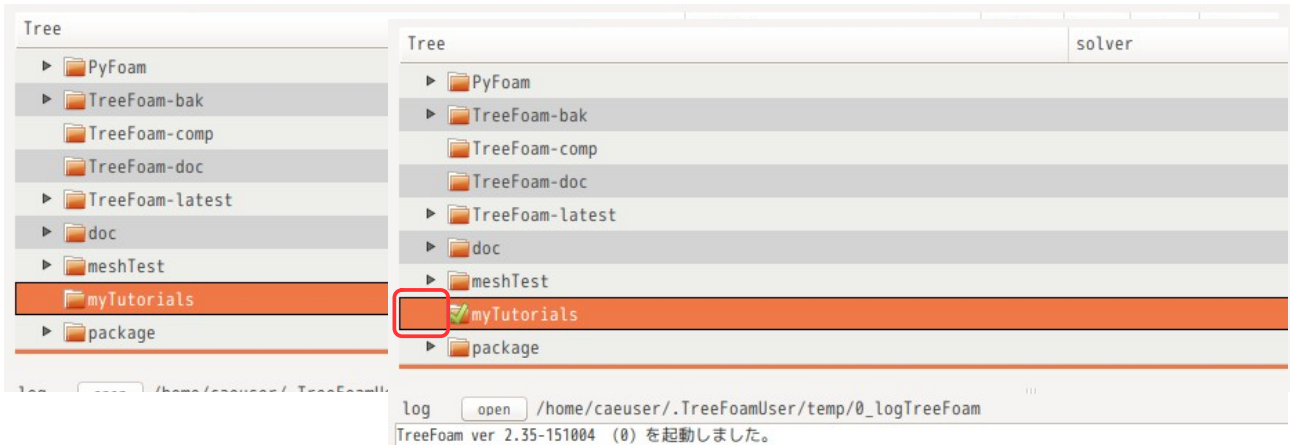 Tree
PyFoam
TreeFoam-bak
TreeFoam-comp
TreeFoam-doc
TreeFoam-latest
doc
meshTest
myTutorials
package
Tree solver
PyFoam
TreeFoam-bak
TreeFoam-comp
TreeFoam-doc
TreeFoam-latest
doc
meshTest
myTutorials
package
log open /home/caeuser/.TreeFoamUser/temp/0_logTreeFoam
TreeFoam ver 2.35-151004 (0) を起動しました。